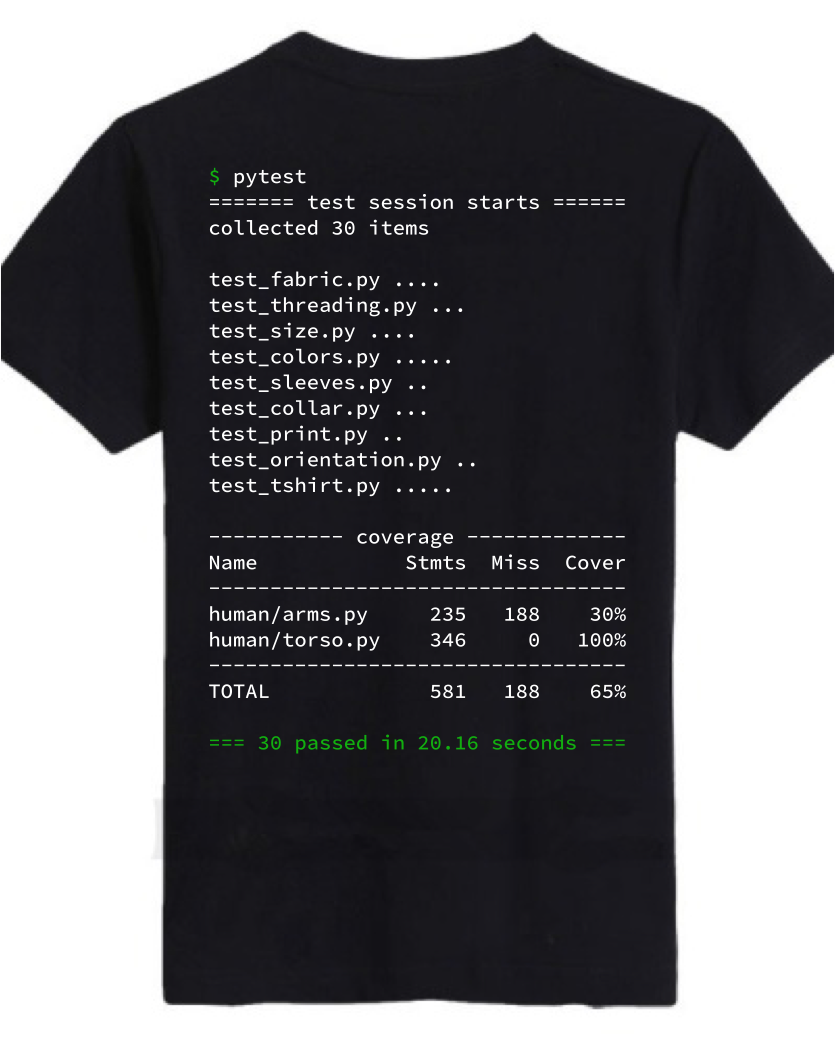 $ pytest
======= test session starts ======
collected 30 items

test_fabric.py ....
test_threading.py ...
test_size.py ....
test_colors.py .....
test_sleeves.py ..
test_collar.py ...
test_print.py ..
test_orientation.py ..
test_tshirt.py .....

----------- coverage -------------
Name            Stmts  Miss  Cover
----------------------------------
human/arms.py     235   188    30%
human/torso.py    346     0   100%
----------------------------------
TOTAL             581   188    65%

=== 30 passed in 20.16 seconds ===